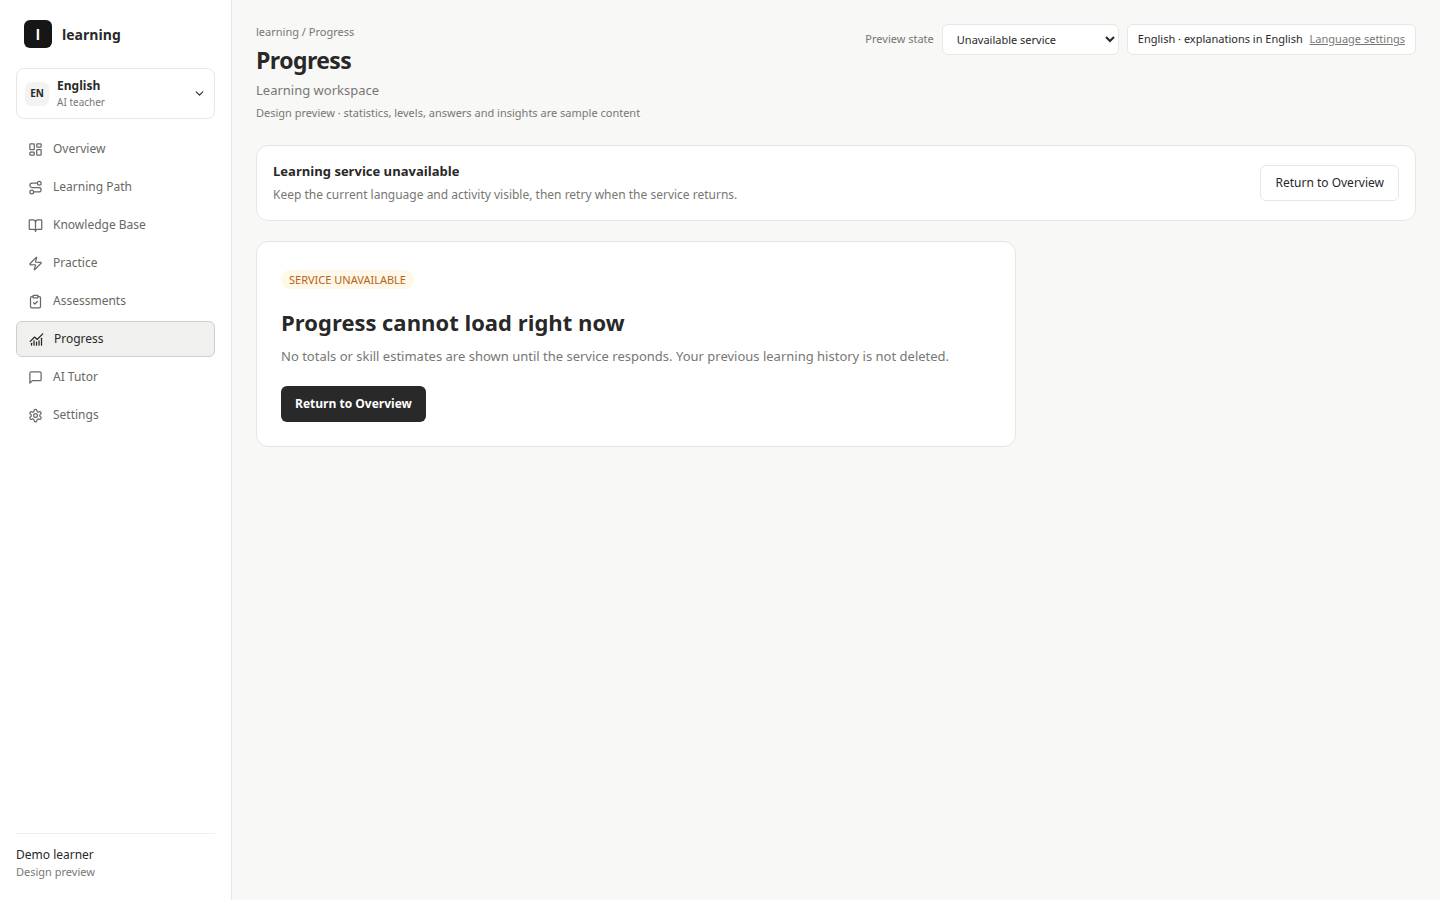 l learning
EN English
AI teacher
Overview
Learning Path
Knowledge Base
Practice
Assessments
Progress
AI Tutor
Settings
Demo learner
Design preview
learning / Progress
Progress
Learning workspace
Design preview · statistics, levels, answers and insights are sample content
Preview state Unavailable service English · explanations in English Language settings
Learning service unavailable
Keep the current language and activity visible, then retry when the service returns.
Return to Overview
SERVICE UNAVAILABLE
Progress cannot load right now
No totals or skill estimates are shown until the service responds. Your previous learning history is not deleted.
Return to Overview